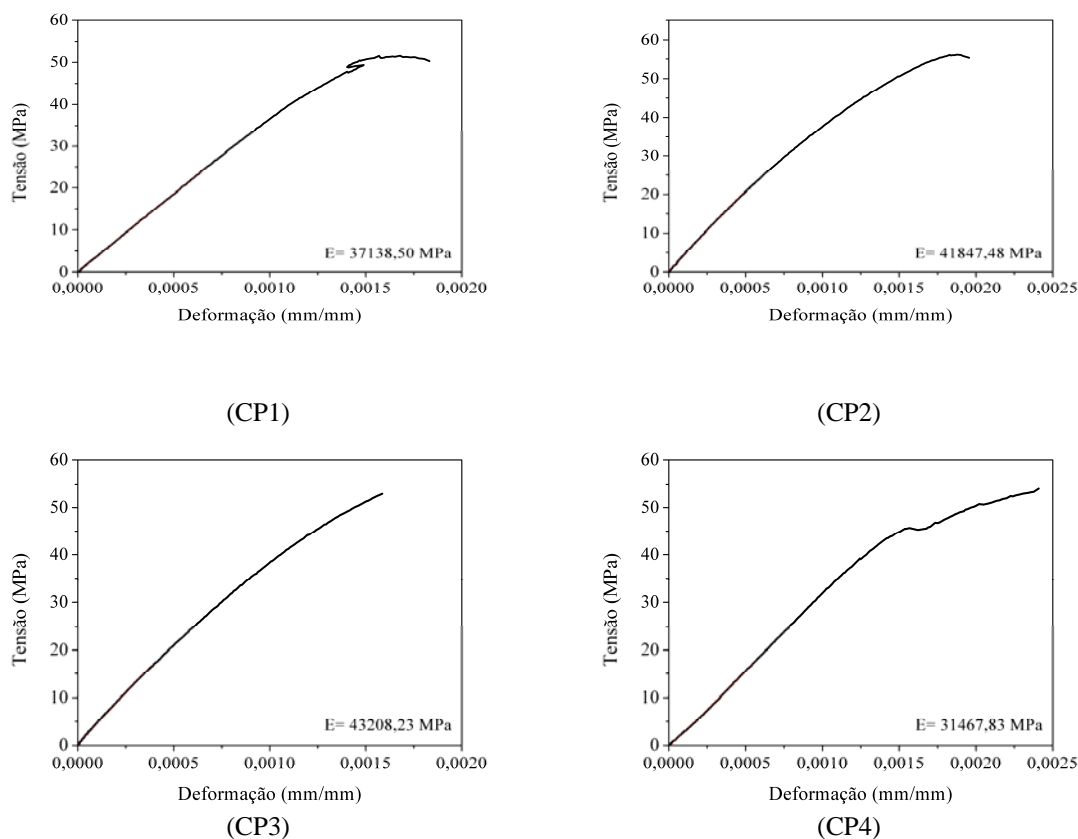 60
50
40
30
20
10
0
Tensão (MPa)
E= 37138,50 MPa
0,0000 0,0005 0,0010 0,0015 0,0020
Deformação (mm/mm)
(CP1)
60
50
40
30
20
10
0
Tensão (MPa)
E= 41847,48 MPa
0,0000 0,0005 0,0010 0,0015 0,0020 0,0025
Deformação (mm/mm)
(CP2)
60
50
40
30
20
10
0
Tensão (MPa)
E= 43208,23 MPa
0,0000 0,0005 0,0010 0,0015 0,0020
Deformação (mm/mm)
(CP3)
60
50
40
30
20
10
0
Tensão (MPa)
E= 31467,83 MPa
0,0000 0,0005 0,0010 0,0015 0,0020 0,0025
Deformação (mm/mm)
(CP4)